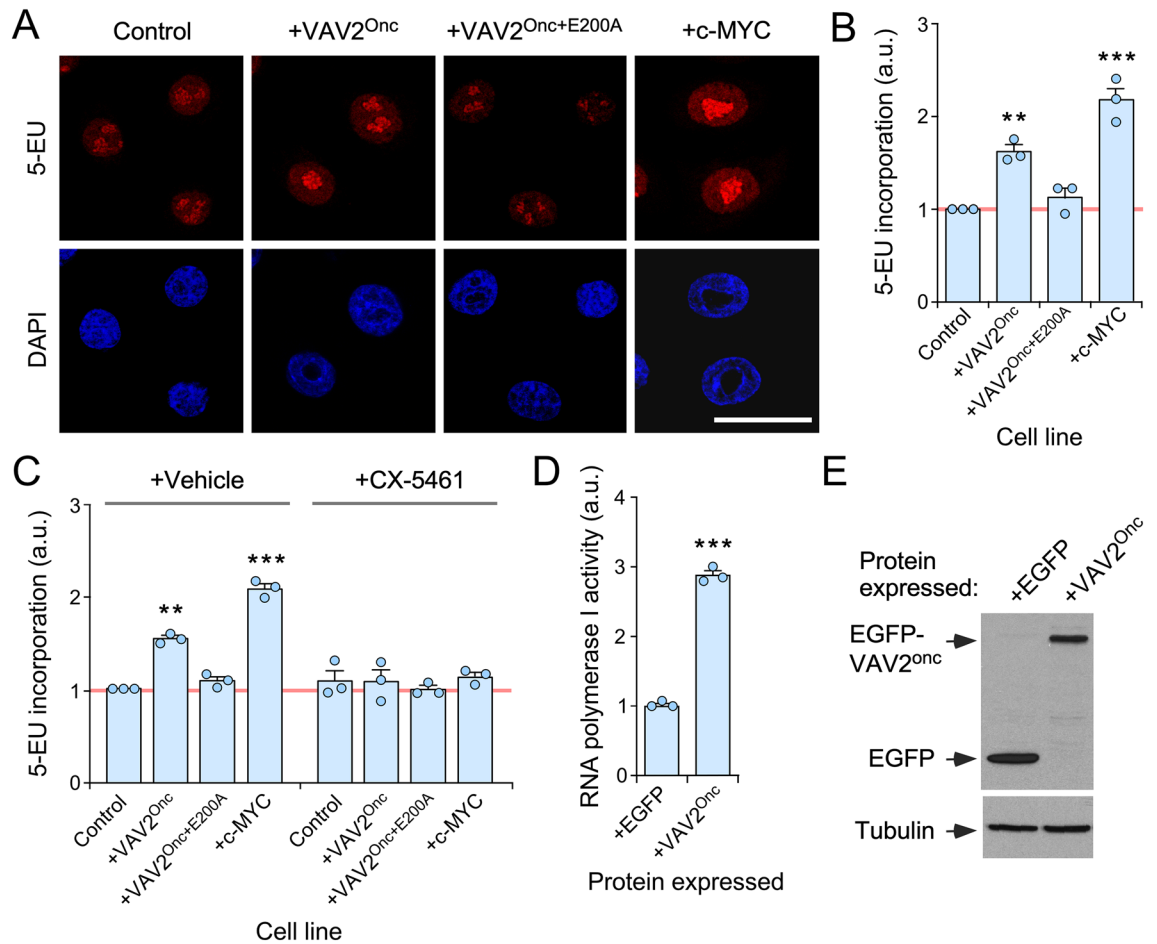 A
Control
+VAV2Onc
+VAV2Onc+E200A
+c-MYC
5-EU
DAPI
B
5-EU incorporation (a.u.)
3
2
1
0
**
***
Control
+VAV2Onc
+VAV2Onc+E200A
+c-MYC
Cell line
C
+Vehicle
+CX-5461
5-EU incorporation (a.u.)
3
2
1
0
**
***
Control
+VAV2Onc
+VAV2Onc+E200A
+c-MYC
Control
+VAV2Onc
+VAV2Onc+E200A
+c-MYC
Cell line
D
RNA polymerase I activity (a.u.)
4
3
2
1
0
***
+EGFP
+VAV2Onc
Protein expressed
E
Protein
expressed:
+EGFP
+VAV2Onc
EGFP-
VAV2onc
EGFP
Tubulin